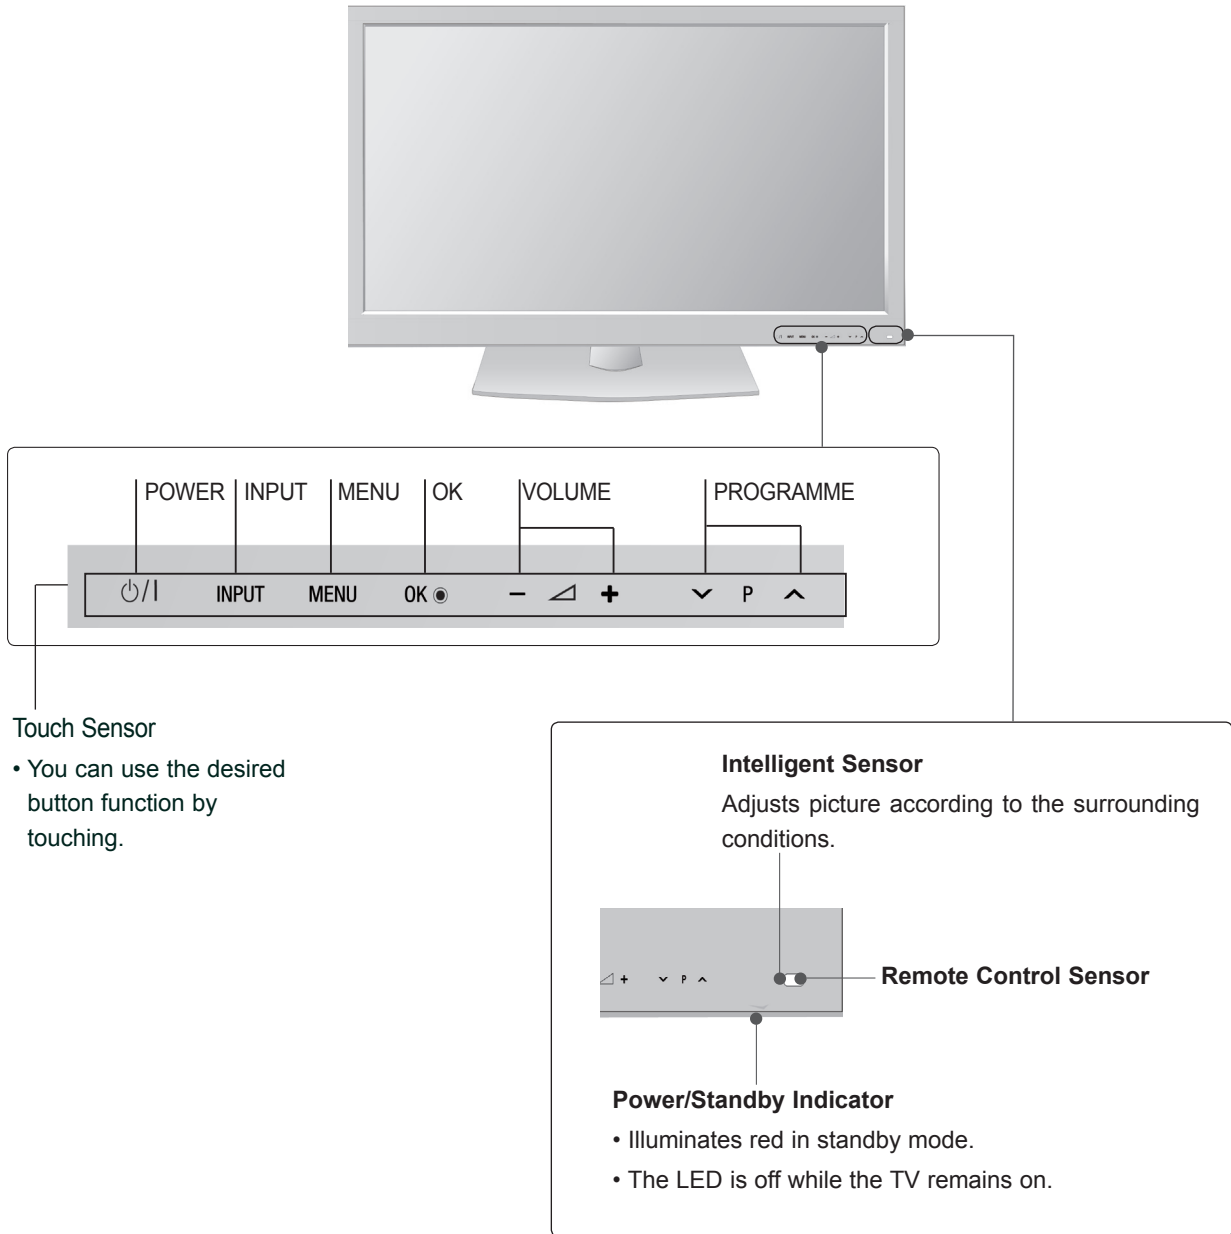 POWER INPUT MENU OK VOLUME PROGRAMME
⏻/I INPUT MENU OK ◉ - + ⌄ P ⌃
Touch Sensor
• You can use the desired
button function by
touching.
Intelligent Sensor
Adjusts picture according to the surrounding
conditions.
+ ⌄ P ⌃
Remote Control Sensor
Power/Standby Indicator
• Illuminates red in standby mode.
• The LED is off while the TV remains on.